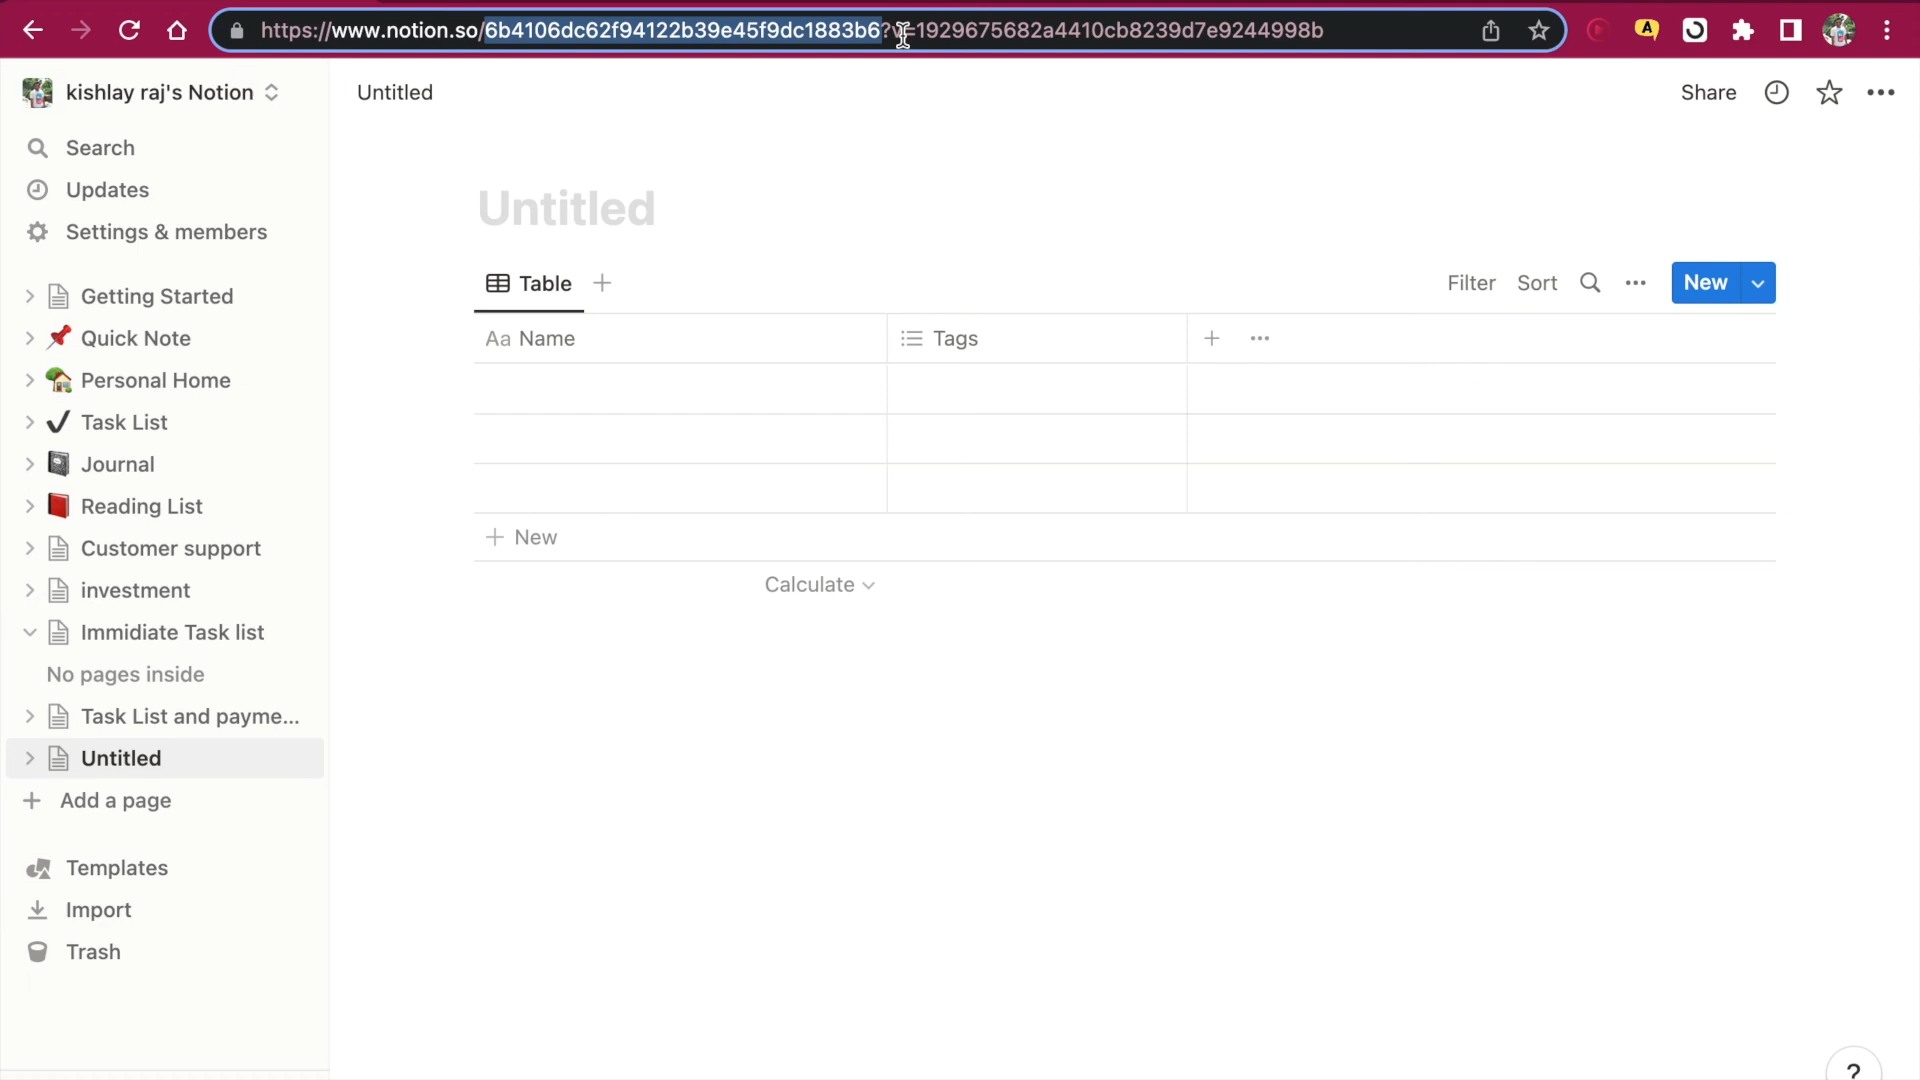 https://www.notion.so/6b4106dc62f94122b39e45f9dc1883b6?v=1929675682a4410cb8239d7e9244998b
A
kishlay raj's Notion
Untitled
Share
Search
Updates
Settings & members
Getting Started
Quick Note
Personal Home
Task List
Journal
Reading List
Customer support
investment
Immidiate Task list
No pages inside
Task List and payme...
Untitled
Add a page
Templates
Import
Trash
Untitled
Table
Filter
Sort
New
Aa Name
Tags
New
Calculate
?